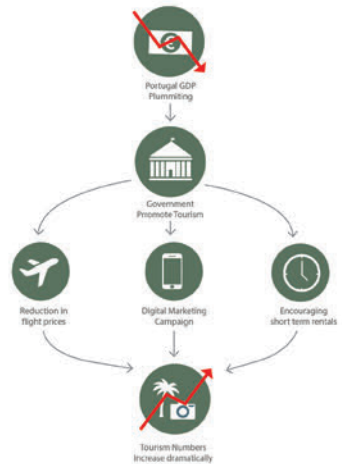 Portugal GDP
Plummiting
Government
Promote Tourism
Reduction in
flight prices
Digital Marketing
Campaign
Encouraging
short term rentals
Tourism Numbers
Increase dramatically